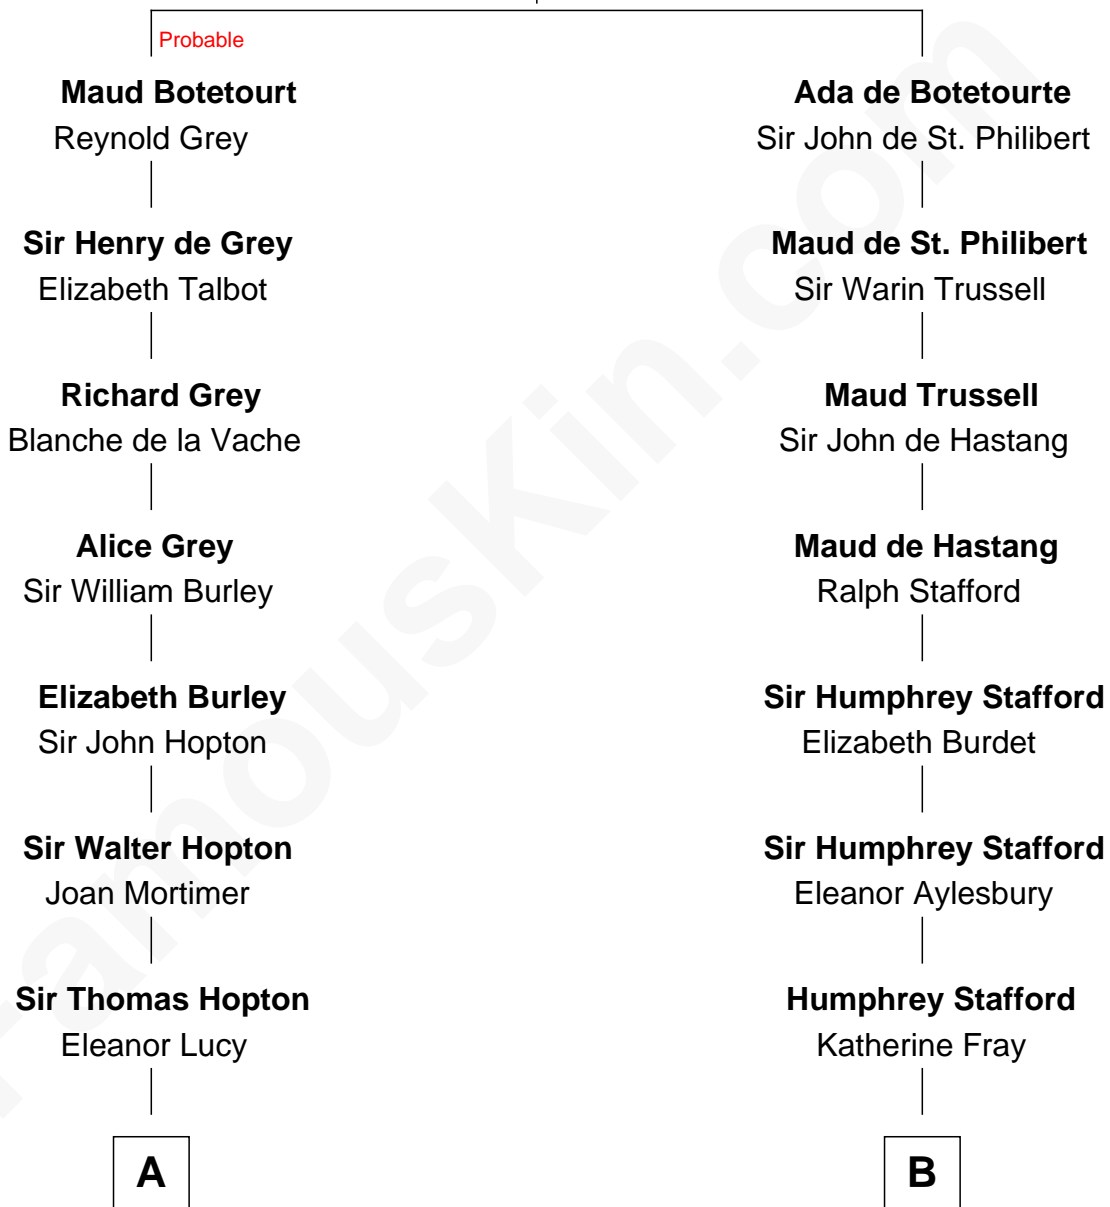 Probable
Maud Botetourt
Reynold Grey
Sir Henry de Grey
Elizabeth Talbot
Richard Grey
Blanche de la Vache
Alice Grey
Sir William Burley
Elizabeth Burley
Sir John Hopton
Sir Walter Hopton
Joan Mortimer
Sir Thomas Hopton
Eleanor Lucy
A
Ada de Botetourte
Sir John de St. Philibert
Maud de St. Philibert
Sir Warin Trussell
Maud Trussell
Sir John de Hastang
Maud de Hastang
Ralph Stafford
Sir Humphrey Stafford
Elizabeth Burdet
Sir Humphrey Stafford
Eleanor Aylesbury
Humphrey Stafford
Katherine Fray
B
FamousKin.com